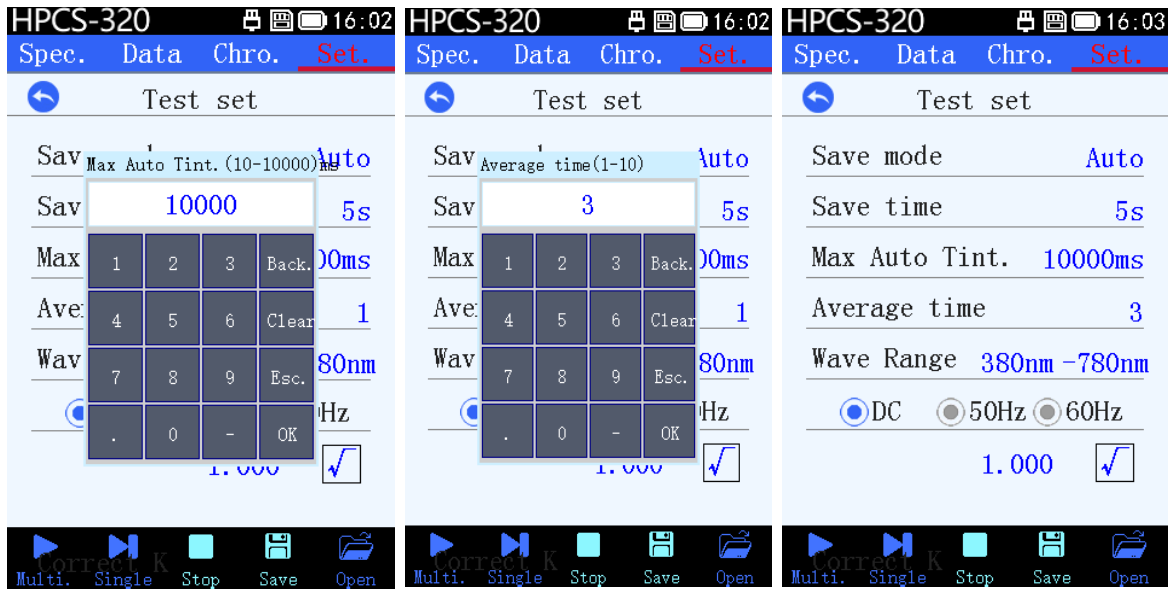 HPCS-320 16:02
Spec. Data Chro. Set.
Test set
Sav Auto
Max Auto Tint.(10-10000)ms
10000
Sav 5s
Max 00ms
1 2 3 Back.
Ave 1
4 5 6 Clear
Wav 80nm
7 8 9 Esc.
Hz
. 0 - OK
1.000 √
Correct K
Multi. Single Stop Save Open
HPCS-320 16:02
Spec. Data Chro. Set.
Test set
Sav Auto
Average time(1-10)
3
Sav 5s
Max 00ms
1 2 3 Back.
Ave 1
4 5 6 Clear
Wav 80nm
7 8 9 Esc.
Hz
. 0 - OK
1.000 √
Correct K
Multi. Single Stop Save Open
HPCS-320 16:03
Spec. Data Chro. Set.
Test set
Save mode Auto
Save time 5s
Max Auto Tint. 10000ms
Average time 3
Wave Range 380nm-780nm
DC 50Hz 60Hz
1.000 √
Correct K
Multi. Single Stop Save Open